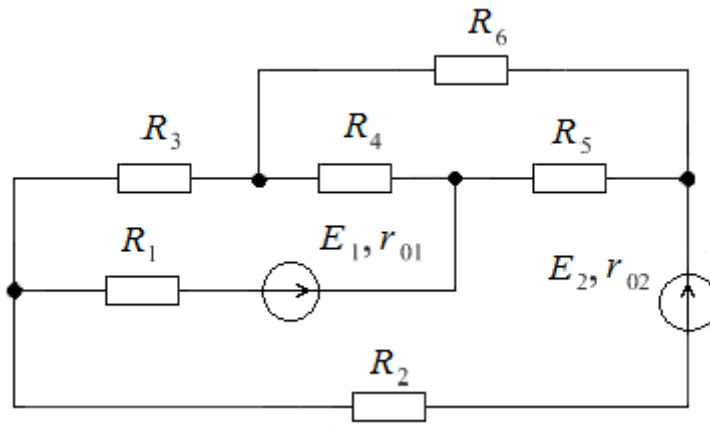 R₆
R₃ R₄ R₅
R₁ E₁, r₀₁
E₂, r₀₂
R₂